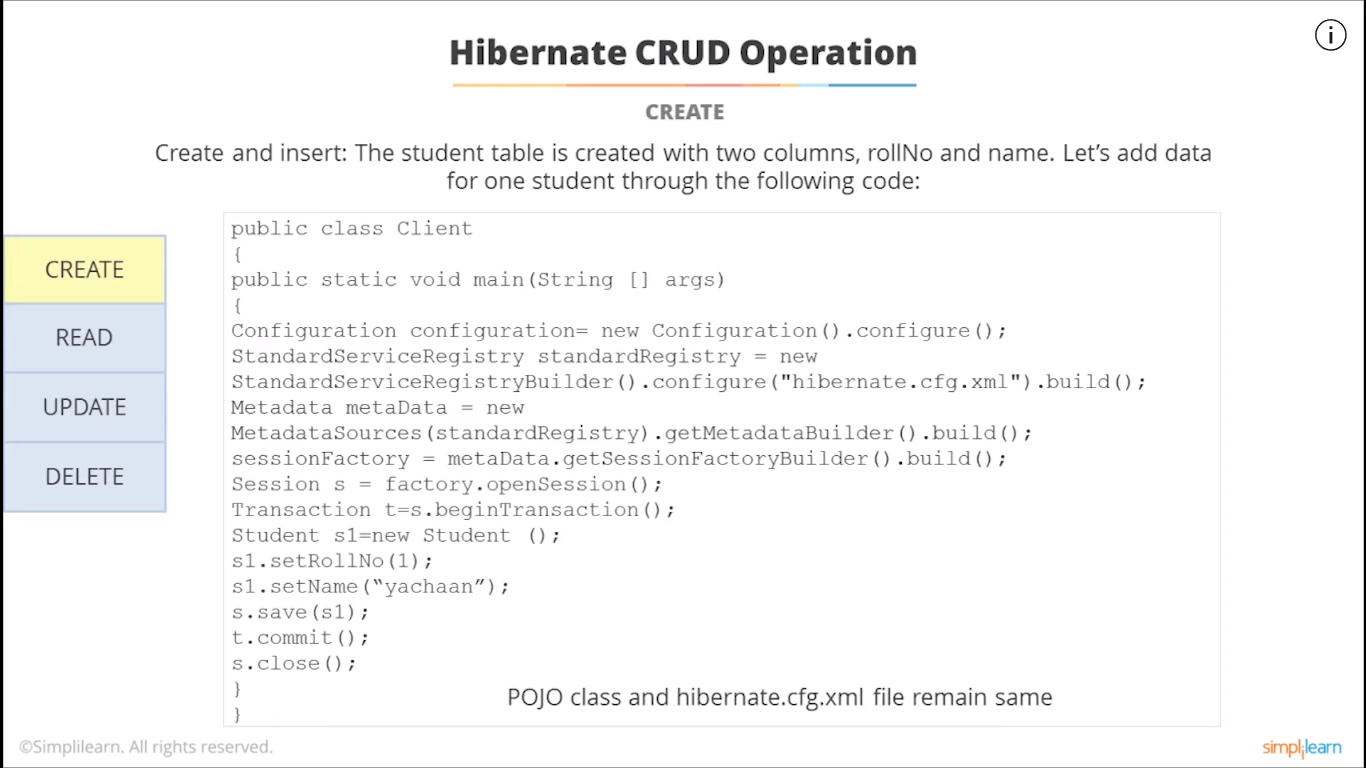 Hibernate CRUD Operation
i
CREATE
Create and insert: The student table is created with two columns, rollNo and name. Let's add data
for one student through the following code:
CREATE
READ
UPDATE
DELETE
public class Client
{
public static void main(String [] args)
{
Configuration configuration= new Configuration().configure();
StandardServiceRegistry standardRegistry = new
StandardServiceRegistryBuilder().configure("hibernate.cfg.xml").build();
Metadata metaData = new
MetadataSources(standardRegistry).getMetadataBuilder().build();
sessionFactory = metaData.getSessionFactoryBuilder().build();
Session s = factory.openSession();
Transaction t=s.beginTransaction();
Student s1=new Student ();
s1.setRollNo(1);
s1.setName(“yachaan”);
s.save(s1);
t.commit();
s.close();
}
}
POJO class and hibernate.cfg.xml file remain same
©Simplilearn. All rights reserved.
simplilearn